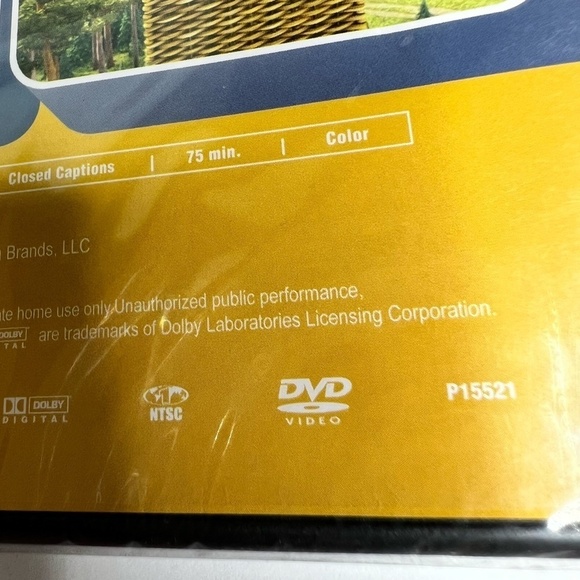 Closed Captions | 75 min. | Color
Brands, LLC
home use only. Unauthorized public performance,
DOLBY are trademarks of Dolby Laboratories Licensing Corporation.
DOLBY DIGITAL
NTSC
DVD VIDEO
P15521